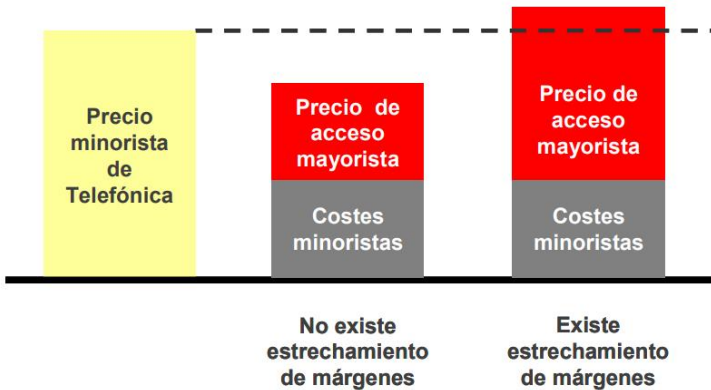 Precio
minorista
de
Telefónica
Precio de
acceso
mayorista
Costes
minoristas
Precio de
acceso
mayorista
Costes
minoristas
No existe
estrechamiento
de márgenes
Existe
estrechamiento
de márgenes